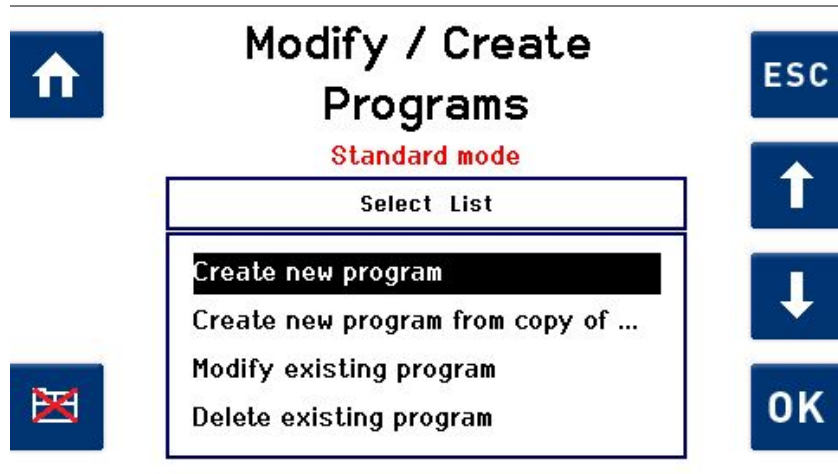 Modify / Create
Programs
ESC
Standard mode
Select List
Create new program
Create new program from copy of ...
Modify existing program
Delete existing program
OK